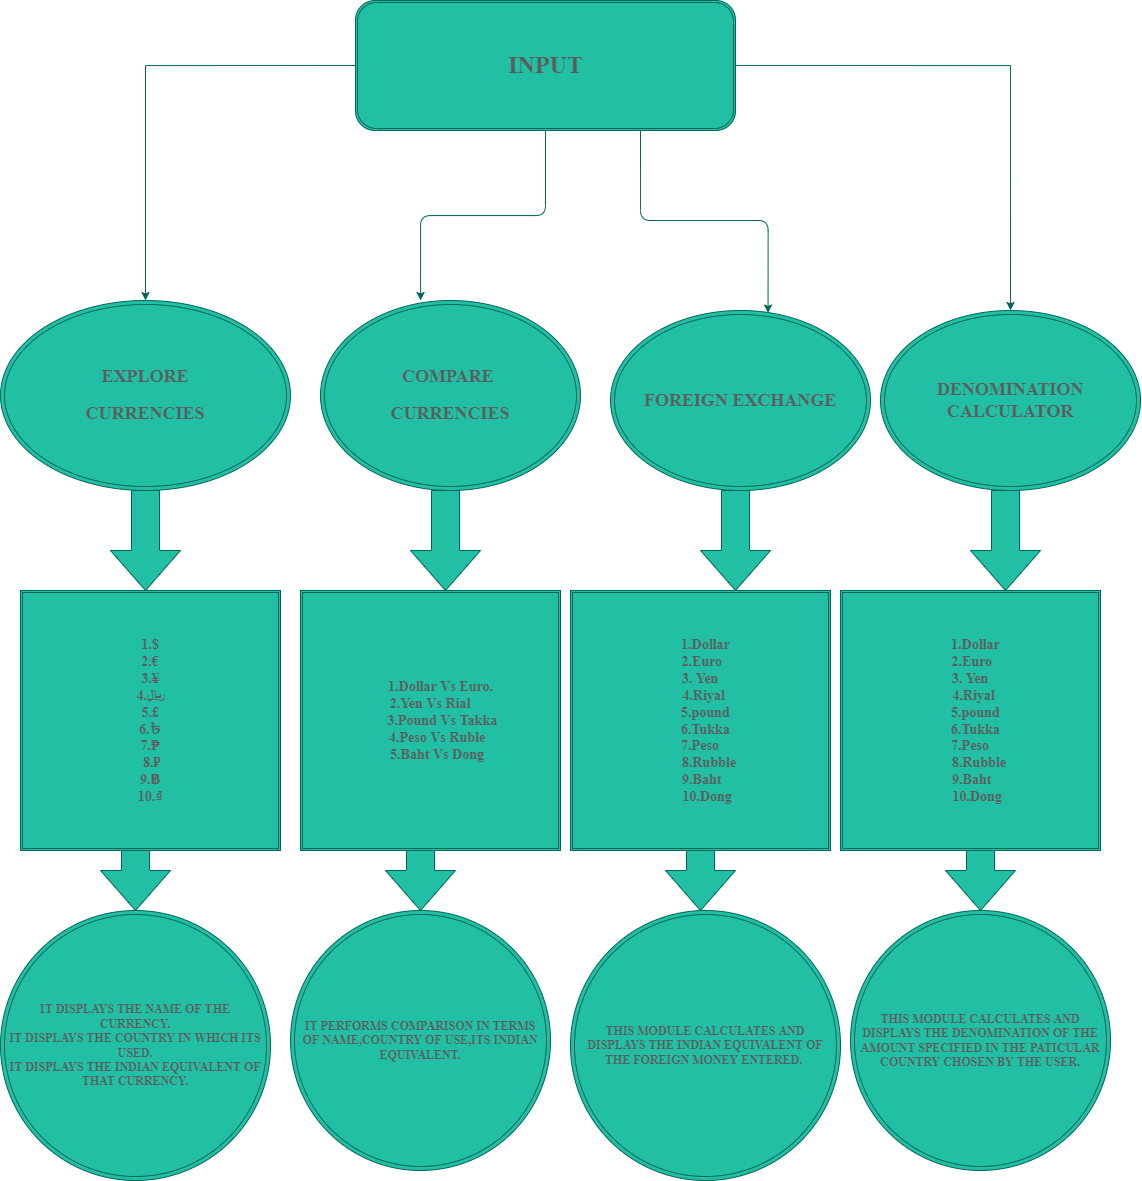 INPUT
EXPLORE
CURRENCIES
COMPARE
CURRENCIES
FOREIGN EXCHANGE
DENOMINATION
CALCULATOR
1.$
2.€
3.¥
4.﷼
5.£
6.৳
7.₱
8.₽
9.฿
10.₫
1.Dollar Vs Euro.
2.Yen Vs Rial
3.Pound Vs Takka
4.Peso Vs Ruble
5.Baht Vs Dong
1.Dollar
2.Euro
3. Yen
4.Riyal
5.pound
6.Tukka
7.Peso
8.Rubble
9.Baht
10.Dong
1.Dollar
2.Euro
3. Yen
4.Riyal
5.pound
6.Tukka
7.Peso
8.Rubble
9.Baht
10.Dong
IT DISPLAYS THE NAME OF THE
CURRENCY.
IT DISPLAYS THE COUNTRY IN WHICH ITS
USED.
IT DISPLAYS THE INDIAN EQUIVALENT OF
THAT CURRENCY.
IT PERFORMS COMPARISON IN TERMS
OF NAME,COUNTRY OF USE,ITS INDIAN
EQUIVALENT.
THIS MODULE CALCULATES AND
DISPLAYS THE INDIAN EQUIVALENT OF
THE FOREIGN MONEY ENTERED.
THIS MODULE CALCULATES AND
DISPLAYS THE DENOMINATION OF THE
AMOUNT SPECIFIED IN THE PATICULAR
COUNTRY CHOSEN BY THE USER.